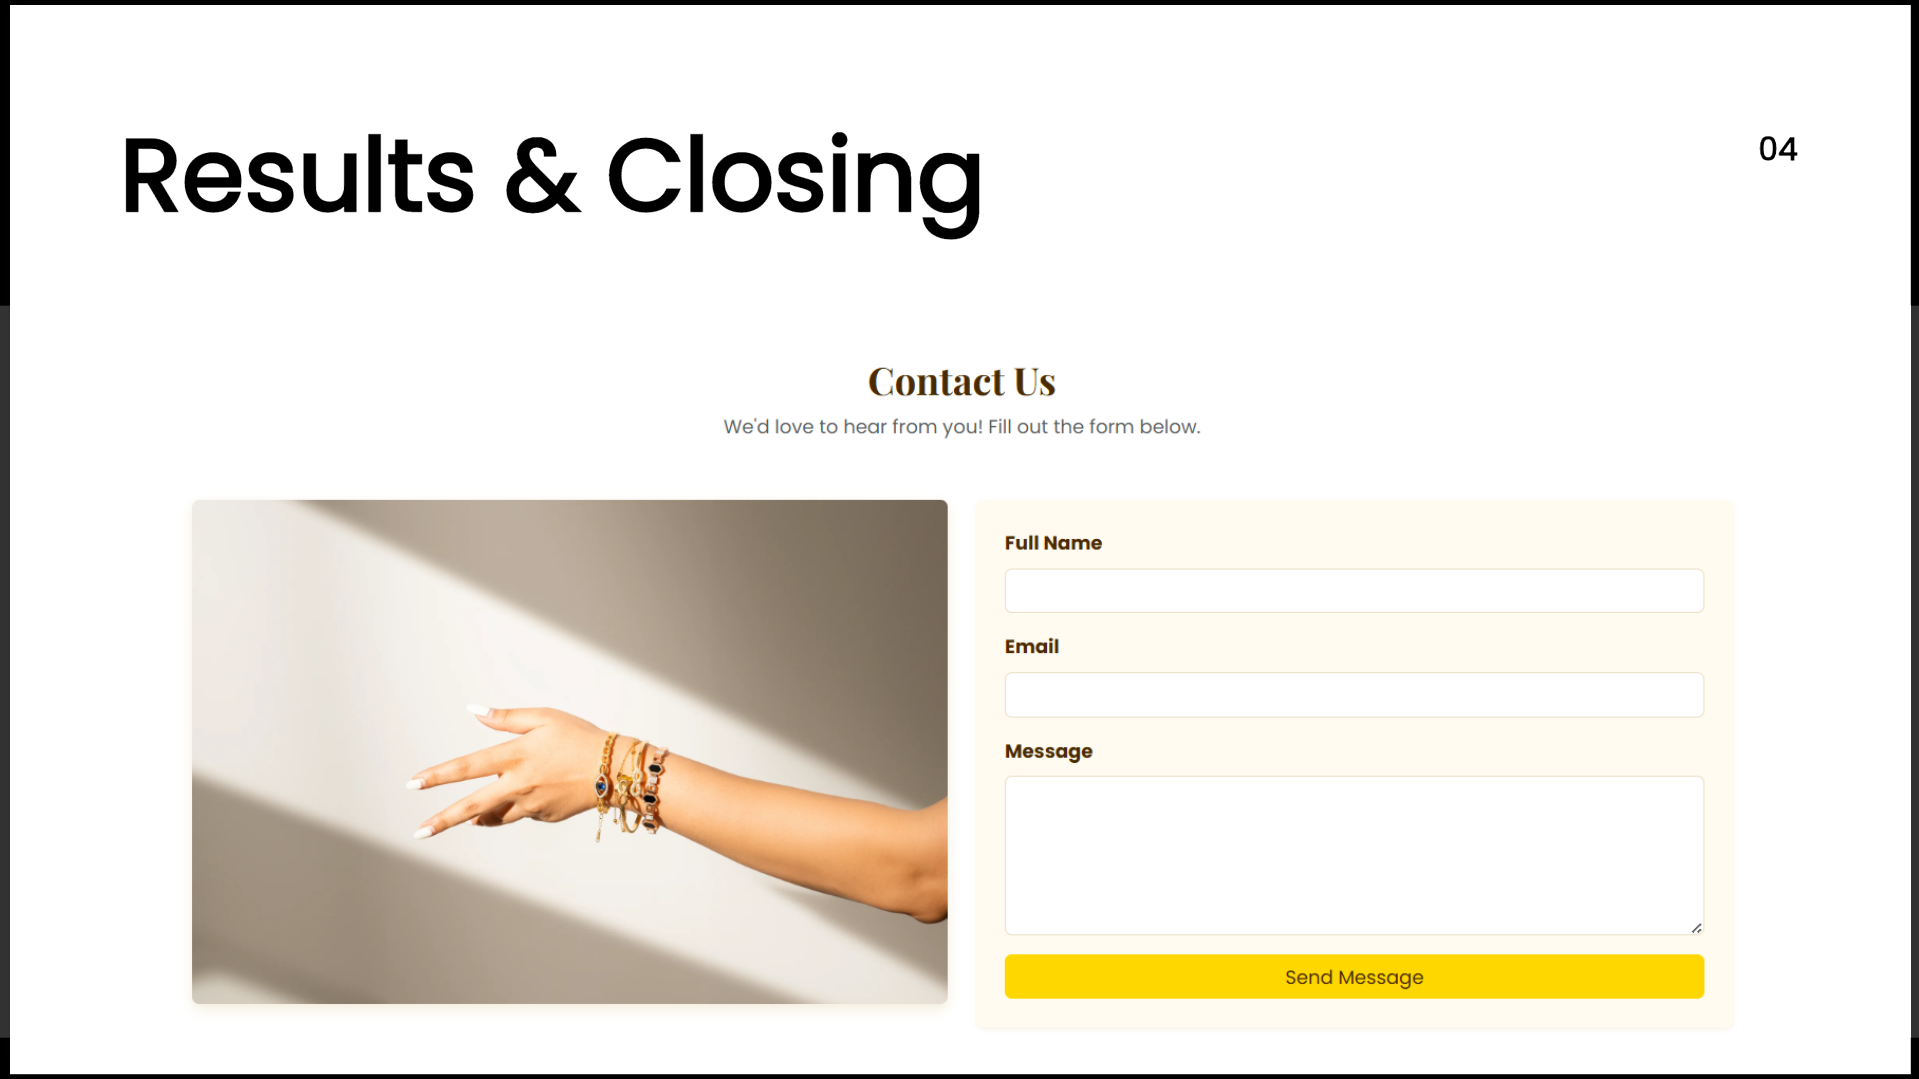 Results & Closing
04
Contact Us
We'd love to hear from you! Fill out the form below.
Full Name
Email
Message
Send Message